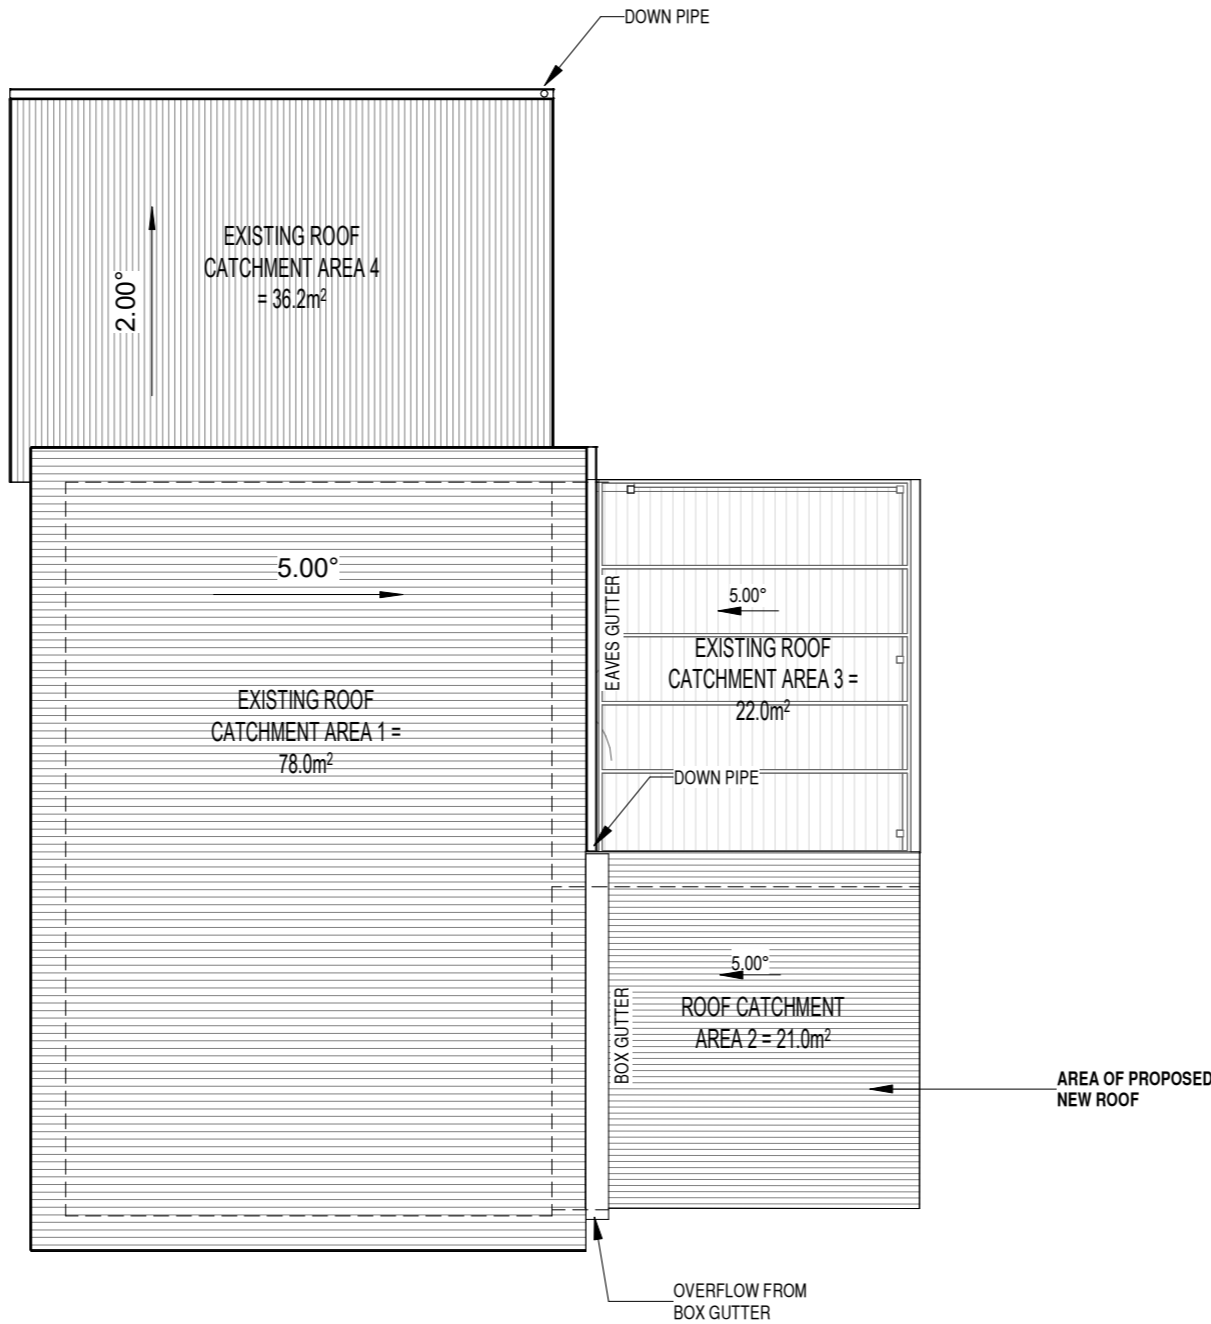 DOWN PIPE
EXISTING ROOF
CATCHMENT AREA 4
= 36.2m²
2.00°
5.00°
EAVES GUTTER
5.00°
EXISTING ROOF
CATCHMENT AREA 3 =
22.0m²
EXISTING ROOF
CATCHMENT AREA 1 =
78.0m²
DOWN PIPE
5.00°
BOX GUTTER
ROOF CATCHMENT
AREA 2 = 21.0m²
AREA OF PROPOSED
NEW ROOF
OVERFLOW FROM
BOX GUTTER